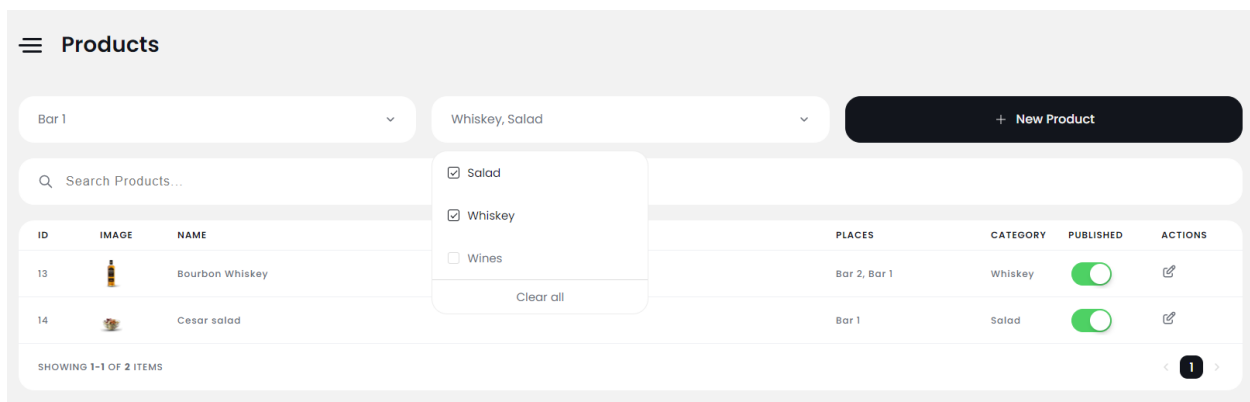 Products
Bar 1
Whiskey, Salad
+ New Product
Search Products...
Salad
Whiskey
Wines
Clear all
ID IMAGE NAME PLACES CATEGORY PUBLISHED ACTIONS
13 Bourbon Whiskey Bar 2, Bar 1 Whiskey
14 Cesar salad Bar 1 Salad
SHOWING 1-1 OF 2 ITEMS
< 1 >